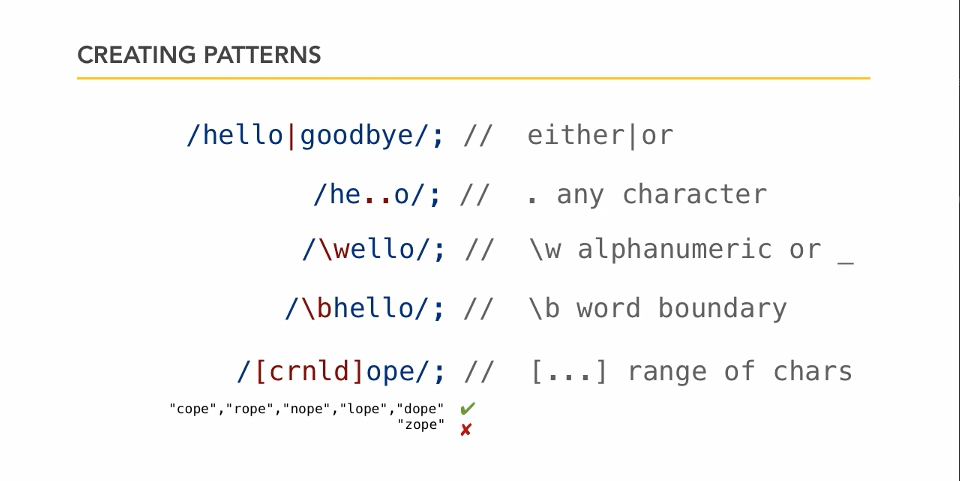 CREATING PATTERNS
/hello|goodbye/; // either|or
/he..o/; // . any character
/\wello/; // \w alphanumeric or _
/\bhello/; // \b word boundary
/[crnld]ope/; // [...] range of chars
"cope","rope","nope","lope","dope" ✔
"zope" ✘